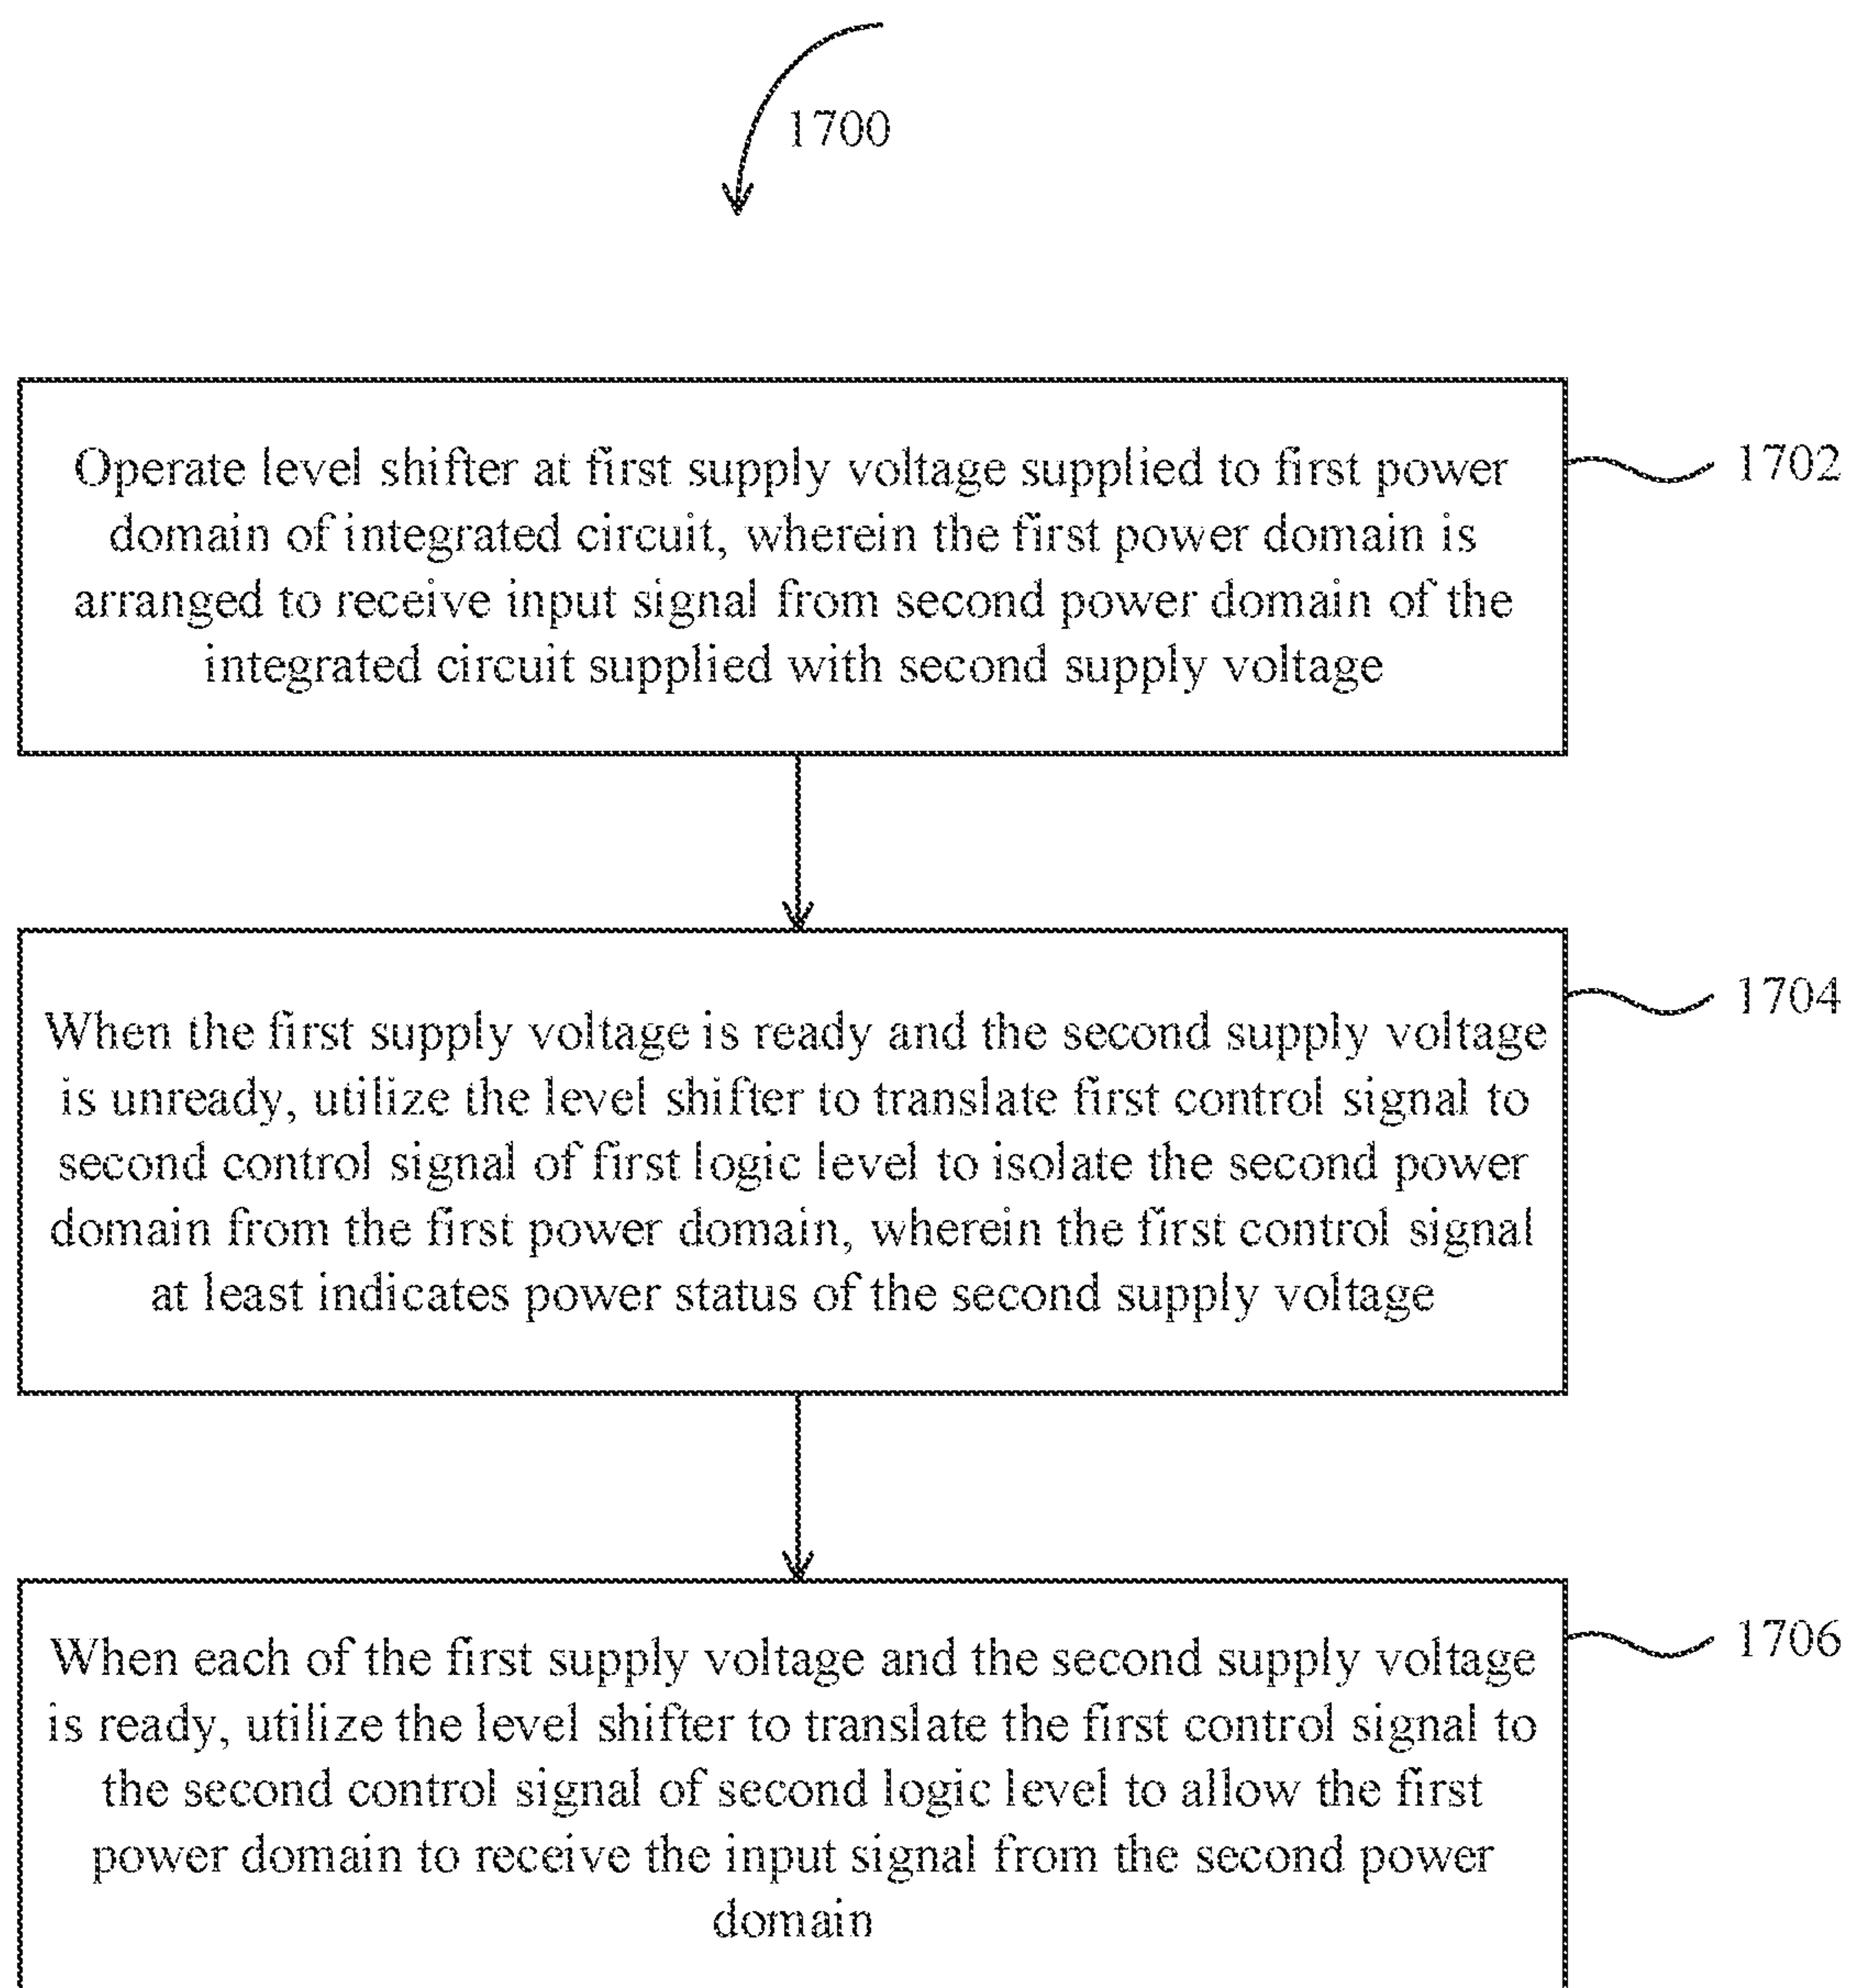 1700
Operate level shifter at first supply voltage supplied to first power
domain of integrated circuit, wherein the first power domain is
arranged to receive input signal from second power domain of the
integrated circuit supplied with second supply voltage
1702
When the first supply voltage is ready and the second supply voltage
is unready, utilize the level shifter to translate first control signal to
second control signal of first logic level to isolate the second power
domain from the first power domain, wherein the first control signal
at least indicates power status of the second supply voltage
1704
When each of the first supply voltage and the second supply voltage
is ready, utilize the level shifter to translate the first control signal to
the second control signal of second logic level to allow the first
power domain to receive the input signal from the second power
domain
1706